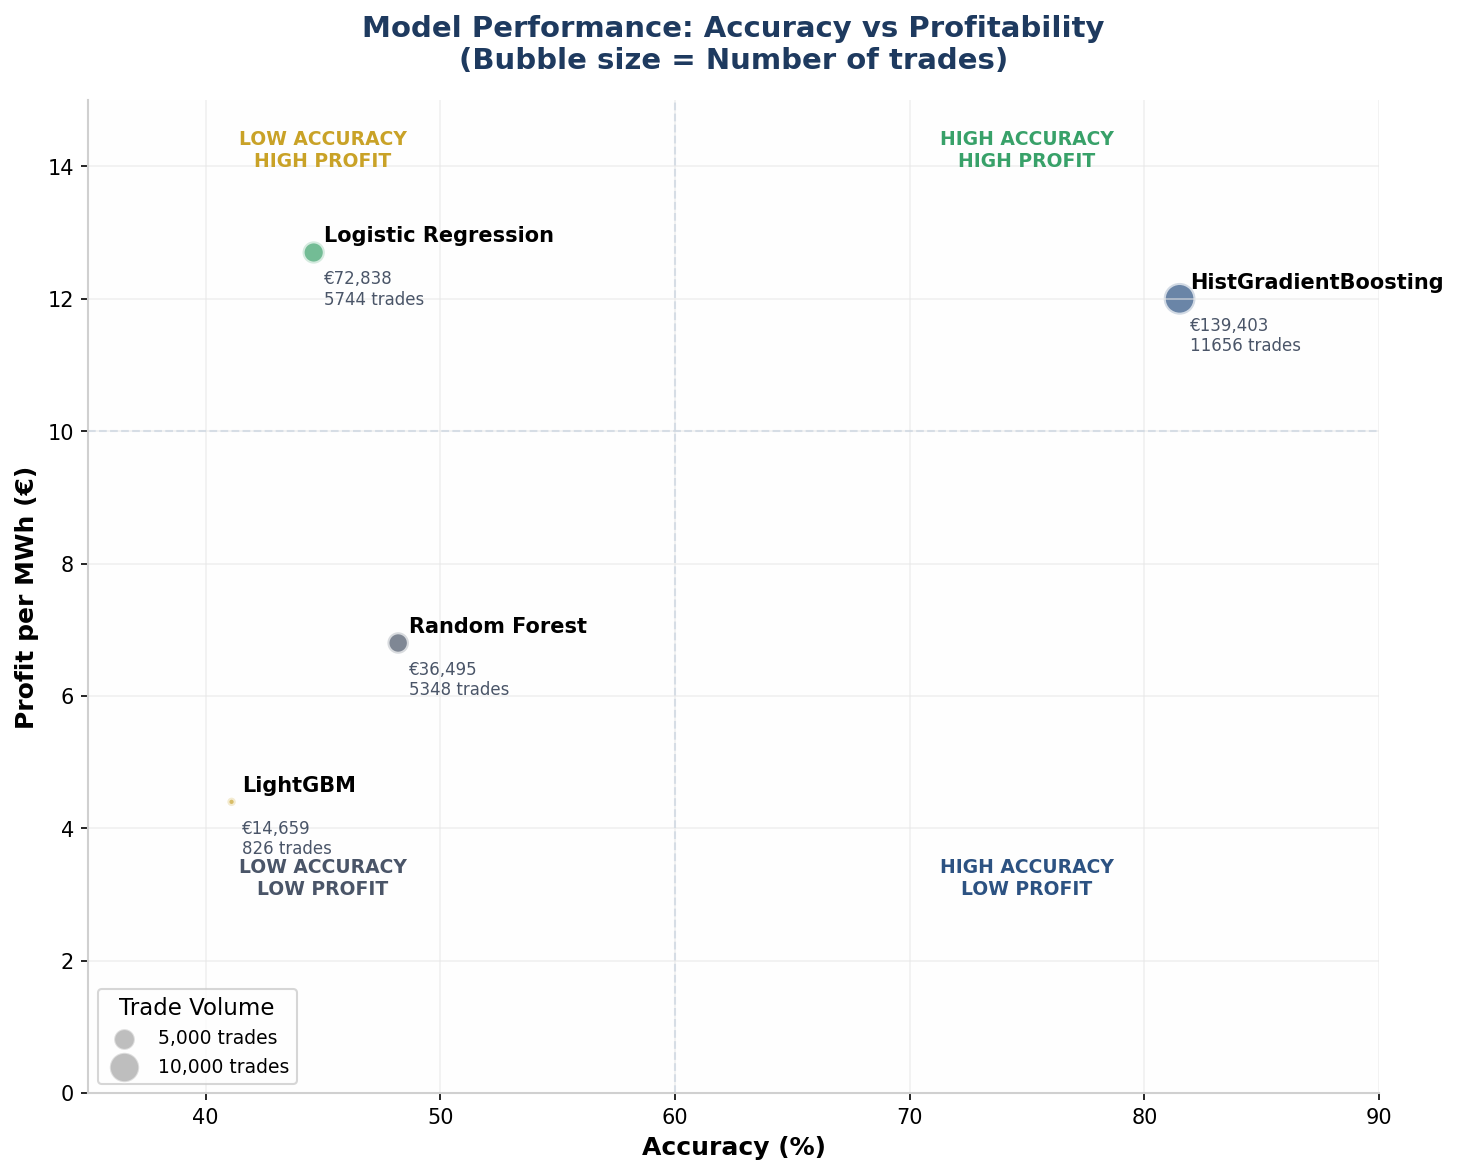 Model Performance: Accuracy vs Profitability
(Bubble size = Number of trades)
LOW ACCURACY
HIGH PROFIT
HIGH ACCURACY
HIGH PROFIT
Logistic Regression
€72,838
5744 trades
HistGradientBoosting
€139,403
11656 trades
Random Forest
€36,495
5348 trades
LightGBM
€14,659
826 trades
LOW ACCURACY
LOW PROFIT
HIGH ACCURACY
LOW PROFIT
Trade Volume
5,000 trades
10,000 trades
Profit per MWh (€)
14
12
10
8
6
4
2
0
40
50
60
70
80
90
Accuracy (%)